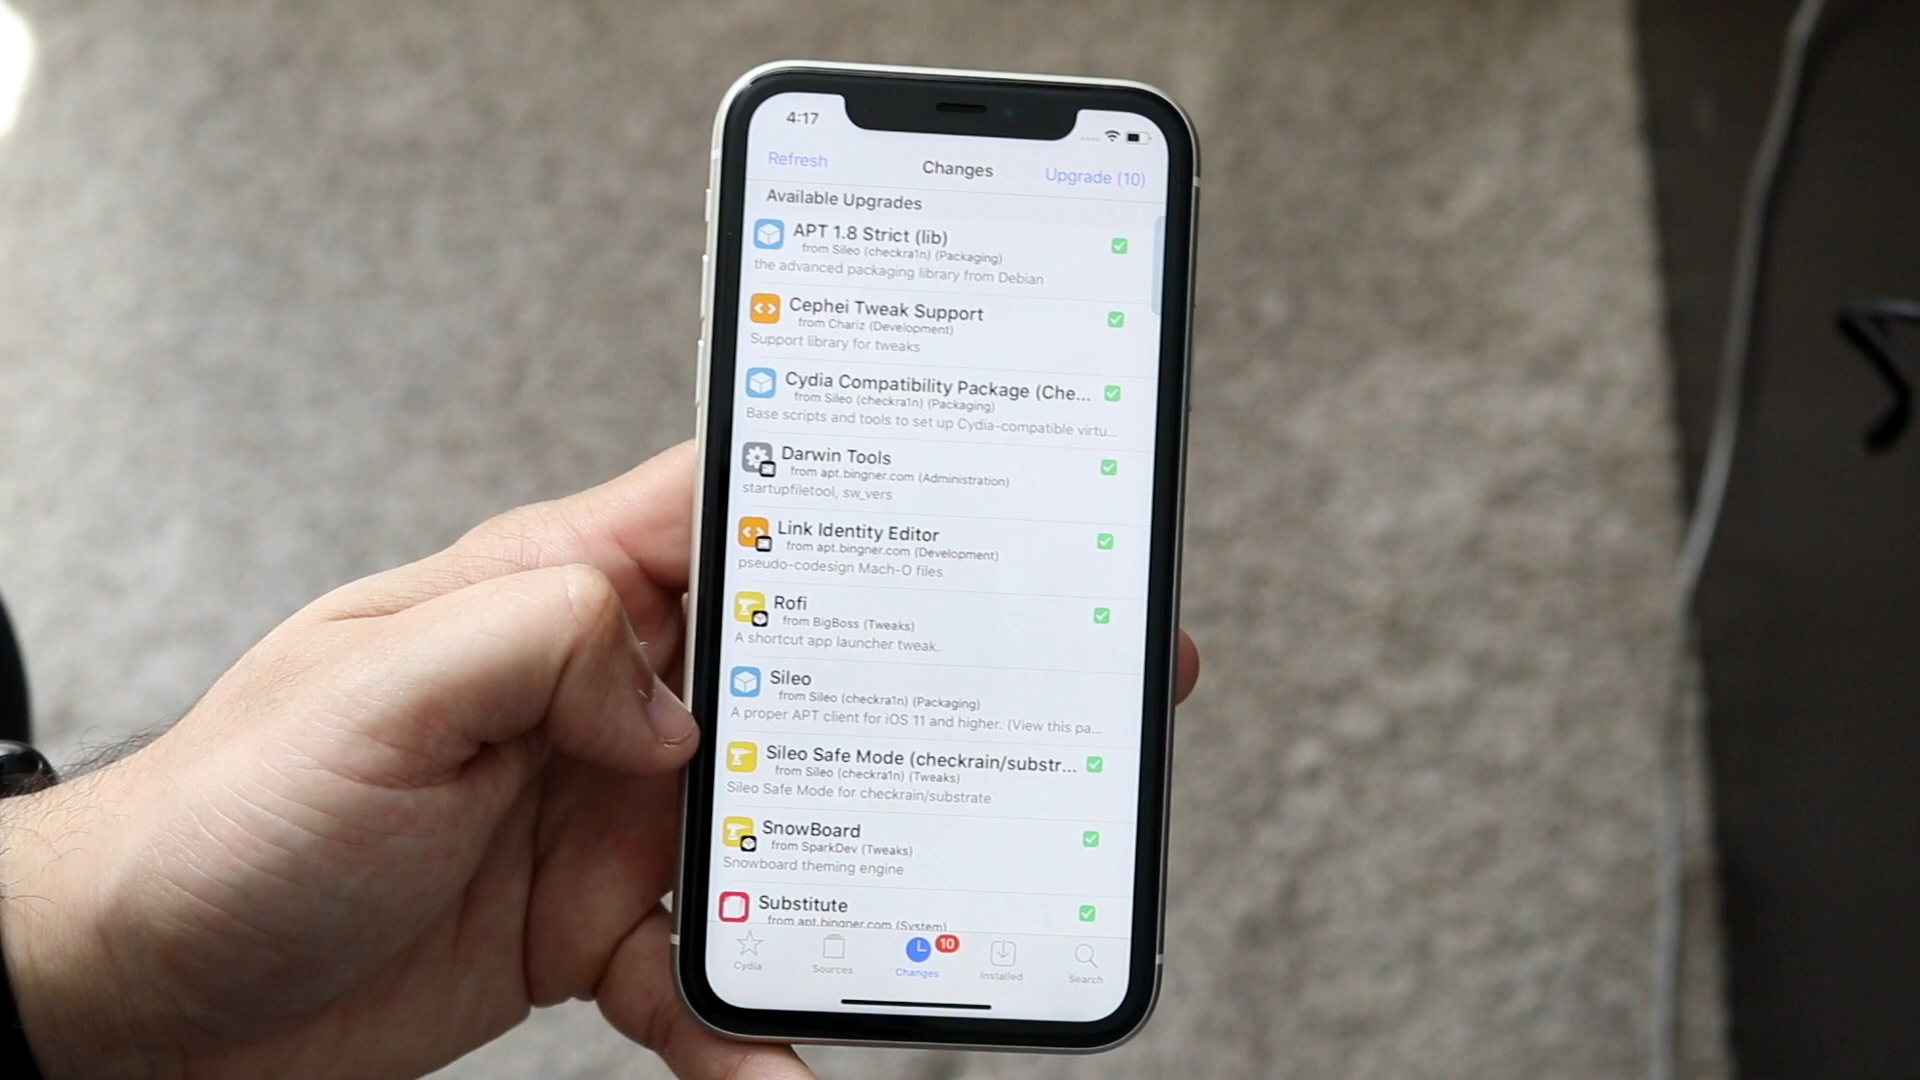 4:17
Refresh
Changes
Upgrade (10)
Available Upgrades
APT 1.8 Strict (lib)
from Sileo (checkra1n) (Packaging)
the advanced packaging library from Debian
Cephei Tweak Support
from Chariz (Development)
Support library for tweaks
Cydia Compatibility Package (Che...
from Sileo (checkra1n) (Packaging)
Base scripts and tools to set up Cydia-compatible virtu...
Darwin Tools
from apt.bingner.com (Administration)
startupfiletool, sw_vers
Link Identity Editor
from apt.bingner.com (Development)
pseudo-codesign Mach-O files
Rofi
from BigBoss (Tweaks)
A shortcut app launcher tweak.
Sileo
from Sileo (checkra1n) (Packaging)
A proper APT client for iOS 11 and higher. (View this pa...
Sileo Safe Mode (checkrain/substr...
from Sileo (checkra1n) (Tweaks)
Sileo Safe Mode for checkrain/substrate
SnowBoard
from SparkDev (Tweaks)
Snowboard theming engine
Substitute
from apt.bingner.com (System)
10
Cydia
Sources
Changes
Installed
Search